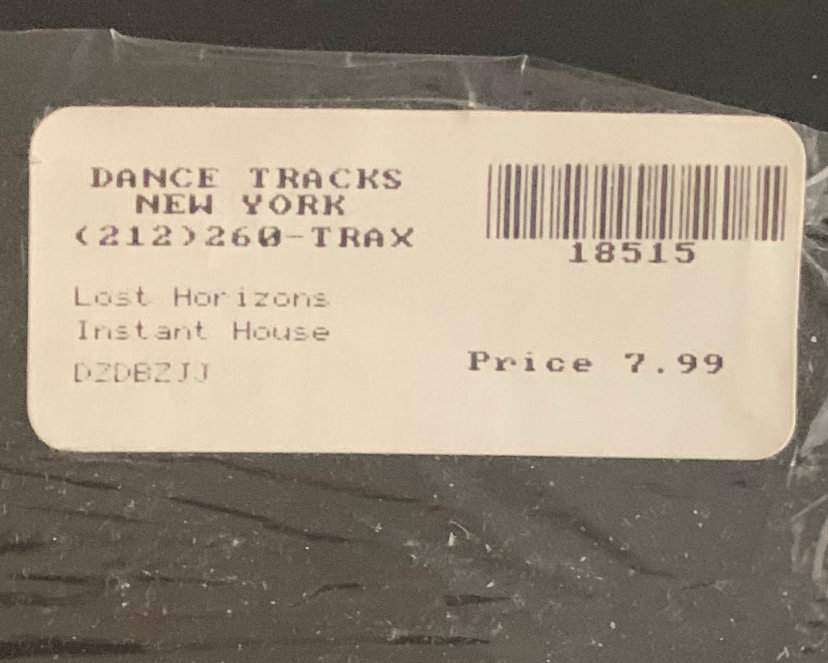 DANCE TRACKS
NEW YORK
(212)260-TRAX
18515
Lost Horizons
Instant House
DZDBZJJ
Price 7.99